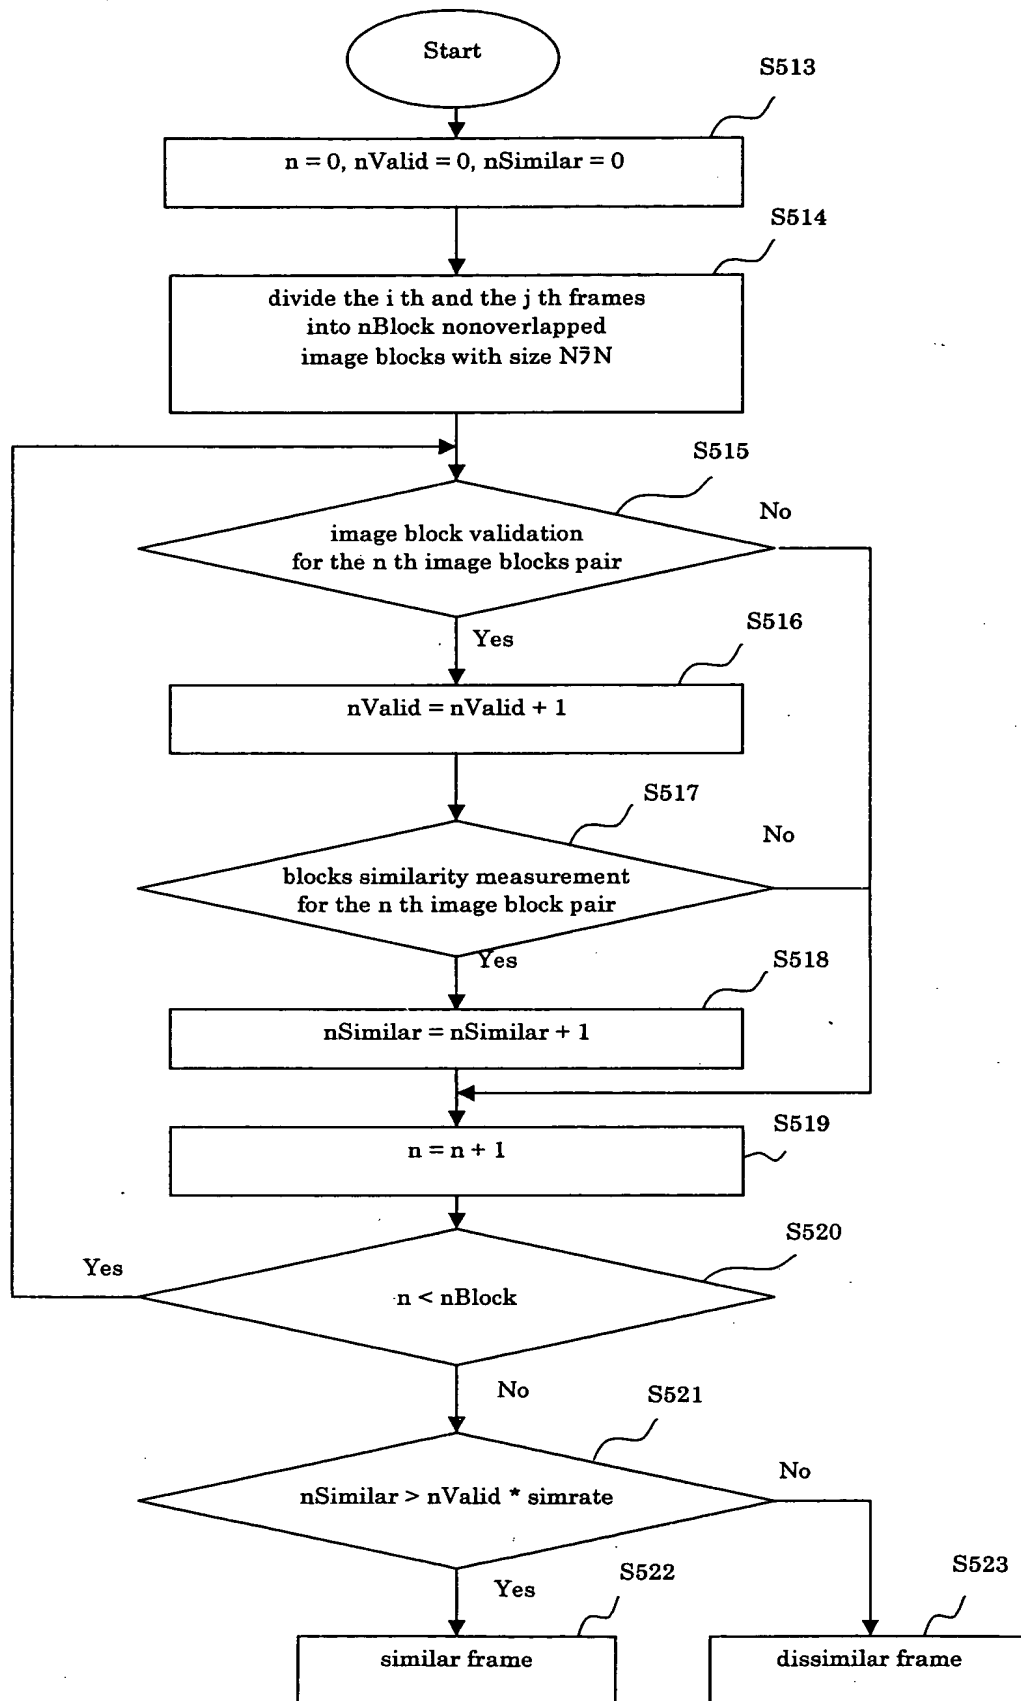 Start
S513
n = 0, nValid = 0, nSimilar = 0
S514
divide the i th and the j th frames
into nBlock nonoverlapped
image blocks with size N⁊N
S515
No
image block validation
for the n th image blocks pair
Yes
S516
nValid = nValid + 1
S517
No
blocks similarity measurement
for the n th image block pair
Yes
S518
nSimilar = nSimilar + 1
S519
n = n + 1
S520
Yes
n < nBlock
No
S521
No
nSimilar > nValid * simrate
Yes
S522
S523
similar frame
dissimilar frame